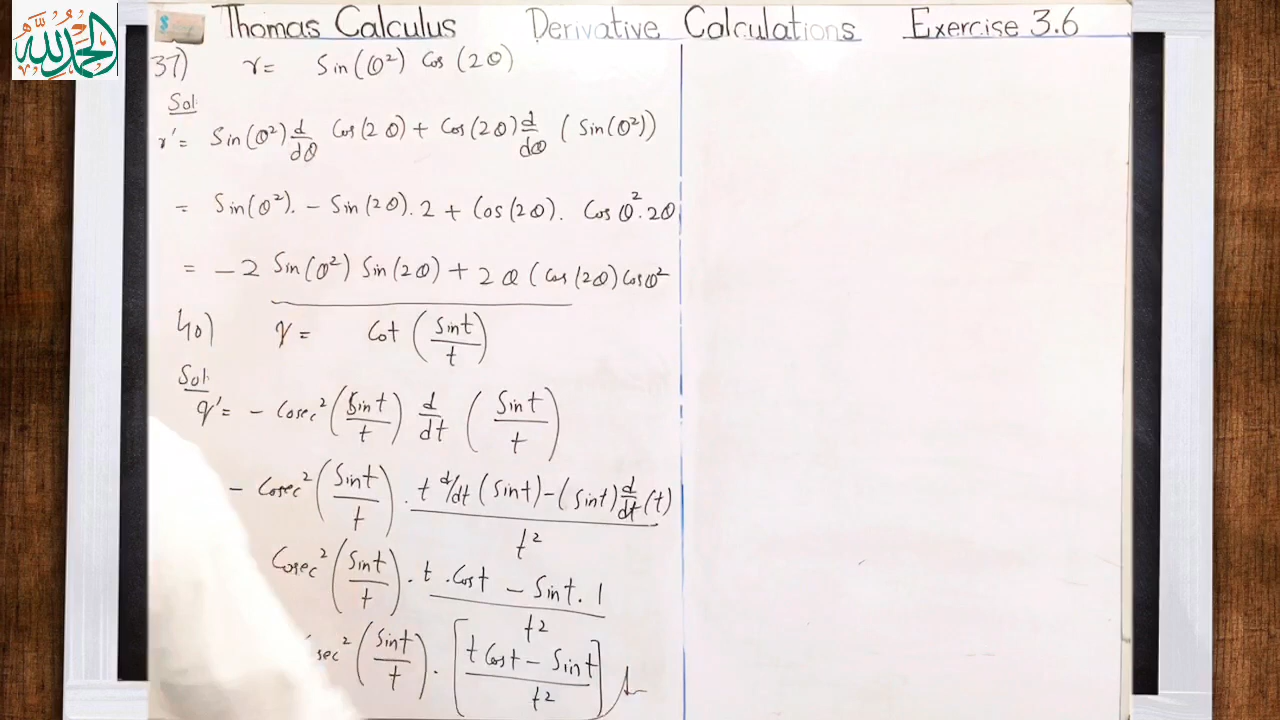 الحمد لله
Thomas Calculus Derivative Calculations Exercise 3.6
37) r = Sin(θ²) Cos(2θ)
Sol:
r' = Sin(θ²) d/dθ Cos(2θ) + Cos(2θ) d/dθ (Sin(θ²))
= Sin(θ²). - Sin(2θ). 2 + Cos(2θ). Cos θ². 2θ
= -2 Sin(θ²) Sin(2θ) + 2θ (Cos(2θ) Cosθ²
40) q = Cot (Sint/t)
Sol:
q' = - Cosec² (Sint/t) d/dt (Sint/t)
- Cosec² (Sint/t) . t d/dt (Sint) - (Sint) d/dt (t) / t²
Cosec² (Sint/t) . t . Cost - Sint. 1 / t²
sec² (Sint/t) . [t Cost - Sint / t²]